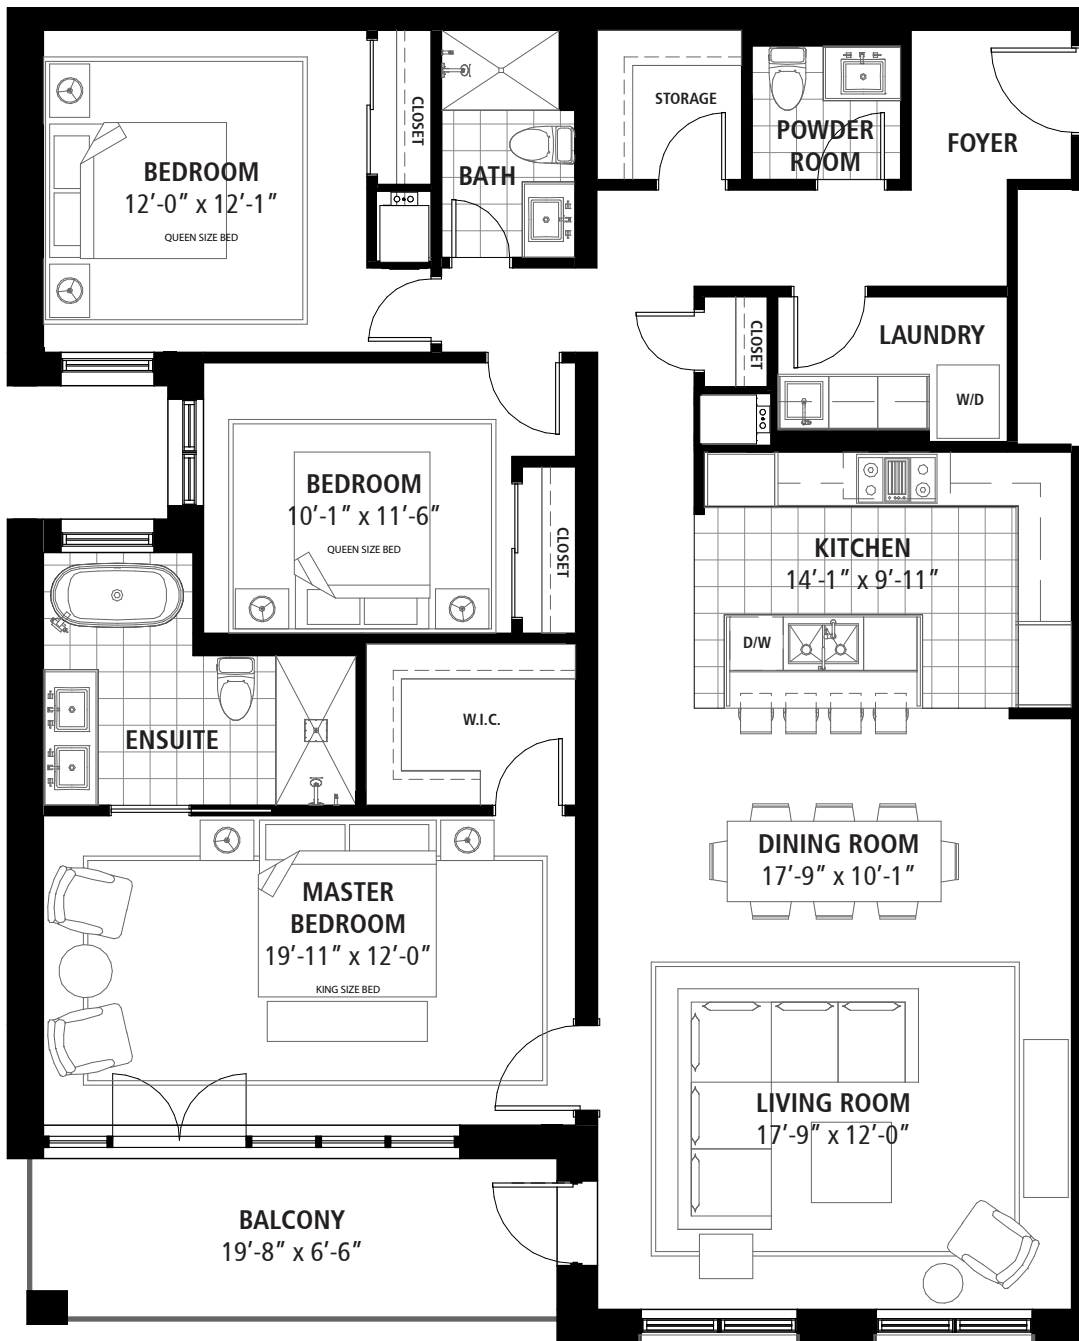 CLOSET
STORAGE
POWDER
ROOM
FOYER
BEDROOM
12'-0" x 12'-1"
QUEEN SIZE BED
BATH
CLOSET
LAUNDRY
W/D
BEDROOM
10'-1" x 11'-6"
QUEEN SIZE BED
CLOSET
KITCHEN
14'-1" x 9'-11"
D/W
W.I.C.
ENSUITE
DINING ROOM
17'-9" x 10'-1"
MASTER
BEDROOM
19'-11" x 12'-0"
KING SIZE BED
LIVING ROOM
17'-9" x 12'-0"
BALCONY
19'-8" x 6'-6"